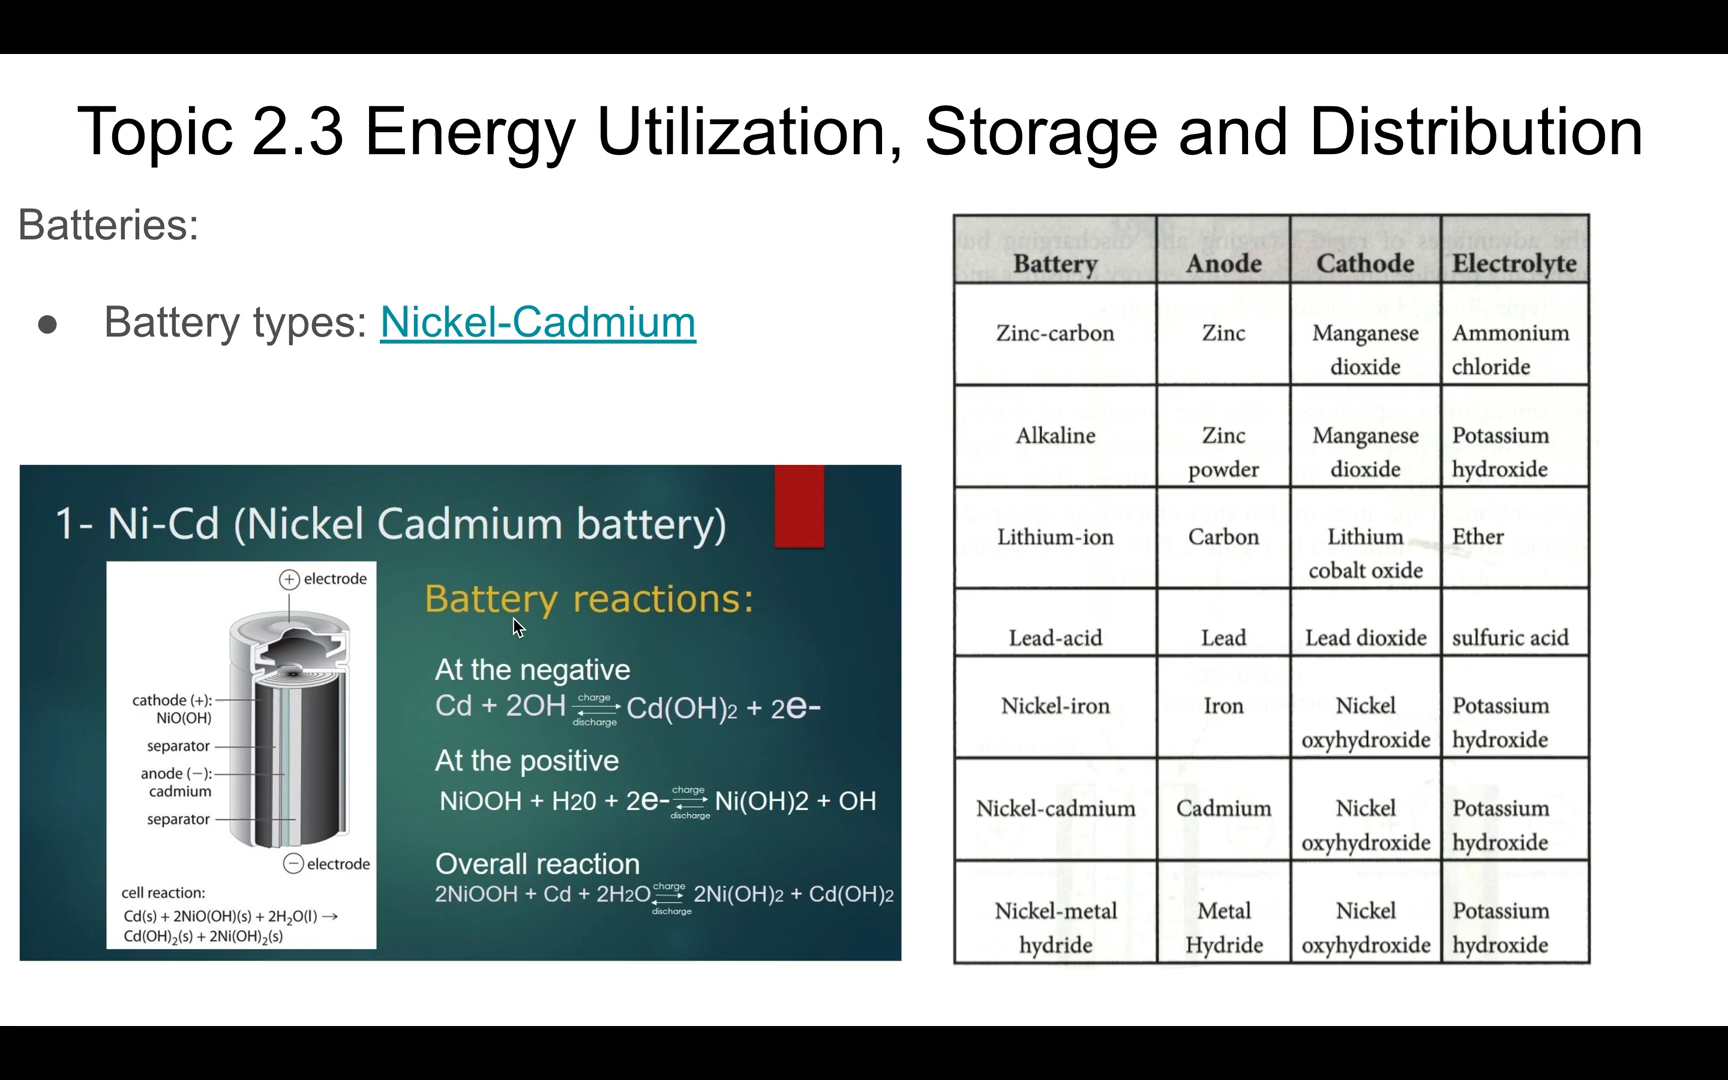 Topic 2.3 Energy Utilization, Storage and Distribution
Batteries:
● Battery types: Nickel-Cadmium
1- Ni-Cd (Nickel Cadmium battery)
+ electrode
cathode (+):
NiO(OH)
separator
anode (−):
cadmium
separator
− electrode
cell reaction:
Cd(s) + 2NiO(OH)(s) + 2H₂O(l) →
Cd(OH)₂(s) + 2Ni(OH)₂(s)
Battery reactions:
At the negative
Cd + 2OH charge discharge Cd(OH)2 + 2e-
At the positive
NiOOH + H20 + 2e- charge discharge Ni(OH)2 + OH
Overall reaction
2NiOOH + Cd + 2H2O charge discharge 2Ni(OH)2 + Cd(OH)2
Battery Anode Cathode Electrolyte
Zinc-carbon Zinc Manganese Ammonium
dioxide chloride
Alkaline Zinc Manganese Potassium
powder dioxide hydroxide
Lithium-ion Carbon Lithium Ether
cobalt oxide
Lead-acid Lead Lead dioxide sulfuric acid
Nickel-iron Iron Nickel Potassium
oxyhydroxide hydroxide
Nickel-cadmium Cadmium Nickel Potassium
oxyhydroxide hydroxide
Nickel-metal Metal Nickel Potassium
hydride Hydride oxyhydroxide hydroxide